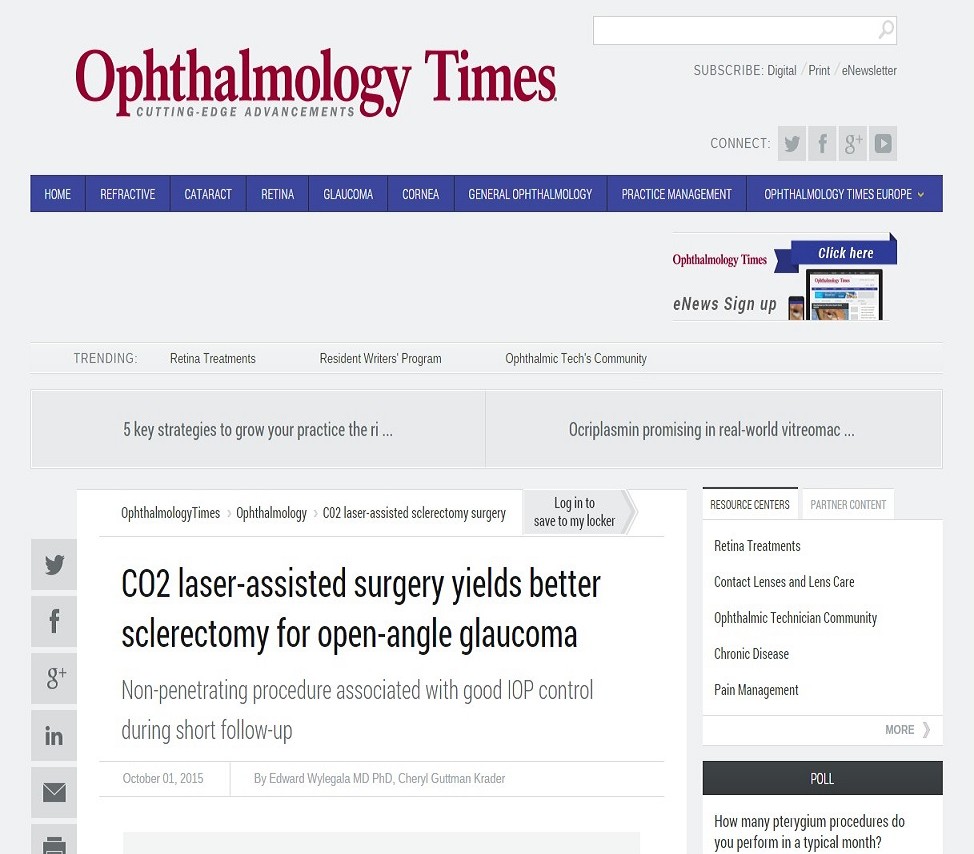 Ophthalmology Times
CUTTING-EDGE ADVANCEMENTS
SUBSCRIBE: Digital / Print / eNewsletter
CONNECT:
g+
HOME
REFRACTIVE
CATARACT
RETINA
GLAUCOMA
CORNEA
GENERAL OPHTHALMOLOGY
PRACTICE MANAGEMENT
OPHTHALMOLOGY TIMES EUROPE
Ophthalmology Times
Click here
eNews Sign up
TRENDING:
Retina Treatments
Resident Writers' Program
Ophthalmic Tech's Community
5 key strategies to grow your practice the ri ...
Ocriplasmin promising in real-world vitreomac ...
OphthalmologyTimes › Ophthalmology › CO2 laser-assisted sclerectomy surgery
Log in to
save to my locker
CO2 laser-assisted surgery yields better
sclerectomy for open-angle glaucoma
Non-penetrating procedure associated with good IOP control
during short follow-up
October 01, 2015
By Edward Wylegala MD PhD, Cheryl Guttman Krader
g+
in
RESOURCE CENTERS
PARTNER CONTENT
Retina Treatments
Contact Lenses and Lens Care
Ophthalmic Technician Community
Chronic Disease
Pain Management
MORE
POLL
How many pterygium procedures do
you perform in a typical month?